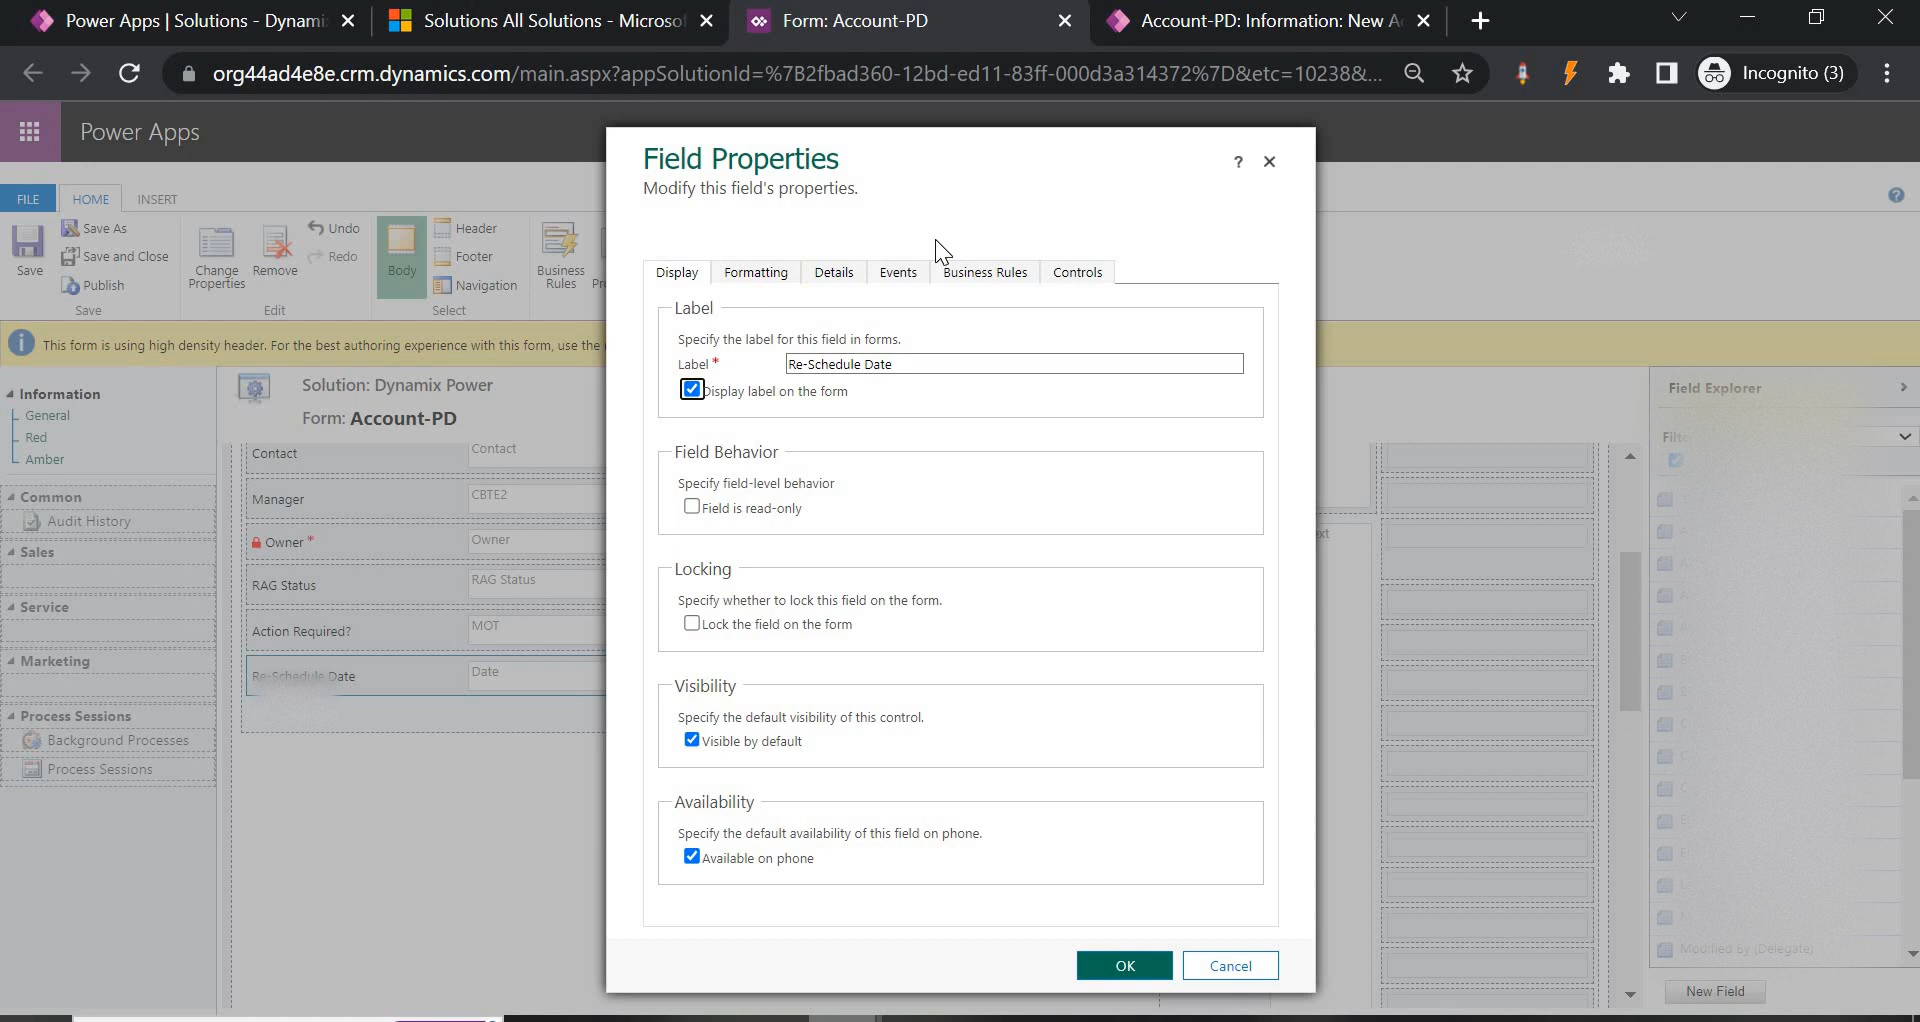 Power Apps | Solutions - Dynami
Solutions All Solutions - Microsof
Form: Account-PD
Account-PD: Information: New A
org44ad4e8e.crm.dynamics.com/main.aspx?appSolutionId=%7B2fbad360-12bd-ed11-83ff-000d3a314372%7D&etc=10238&...
Incognito (3)
Power Apps
FILE
HOME
INSERT
Save
Save As
Save and Close
Publish
Save
Change Properties
Remove
Undo
Redo
Edit
Body
Header
Footer
Navigation
Select
Business Rules
This form is using high density header. For the best authoring experience with this form, use the
Information
General
Red
Amber
Common
Audit History
Sales
Service
Marketing
Process Sessions
Background Processes
Process Sessions
Solution: Dynamix Power
Form: Account-PD
Contact
Contact
Manager
CBTE2
Owner *
Owner
RAG Status
RAG Status
Action Required?
MOT
Re-Schedule Date
Date
Field Properties
? ×
Modify this field's properties.
Display
Formatting
Details
Events
Business Rules
Controls
Label
Specify the label for this field in forms.
Label *
Re-Schedule Date
Display label on the form
Field Behavior
Specify field-level behavior
Field is read-only
Locking
Specify whether to lock this field on the form.
Lock the field on the form
Visibility
Specify the default visibility of this control.
Visible by default
Availability
Specify the default availability of this field on phone.
Available on phone
OK
Cancel
Field Explorer
Modified By (Delegate)
New Field